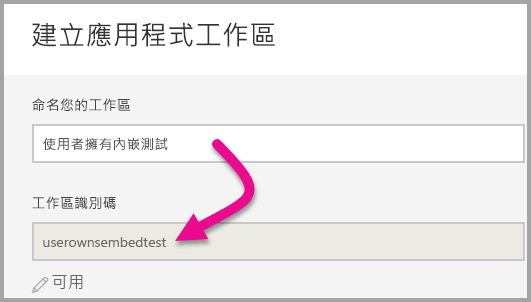 建立應用程式工作區
命名您的工作區
使用者擁有內嵌測試
工作區識別碼
userownsembedtest
可用